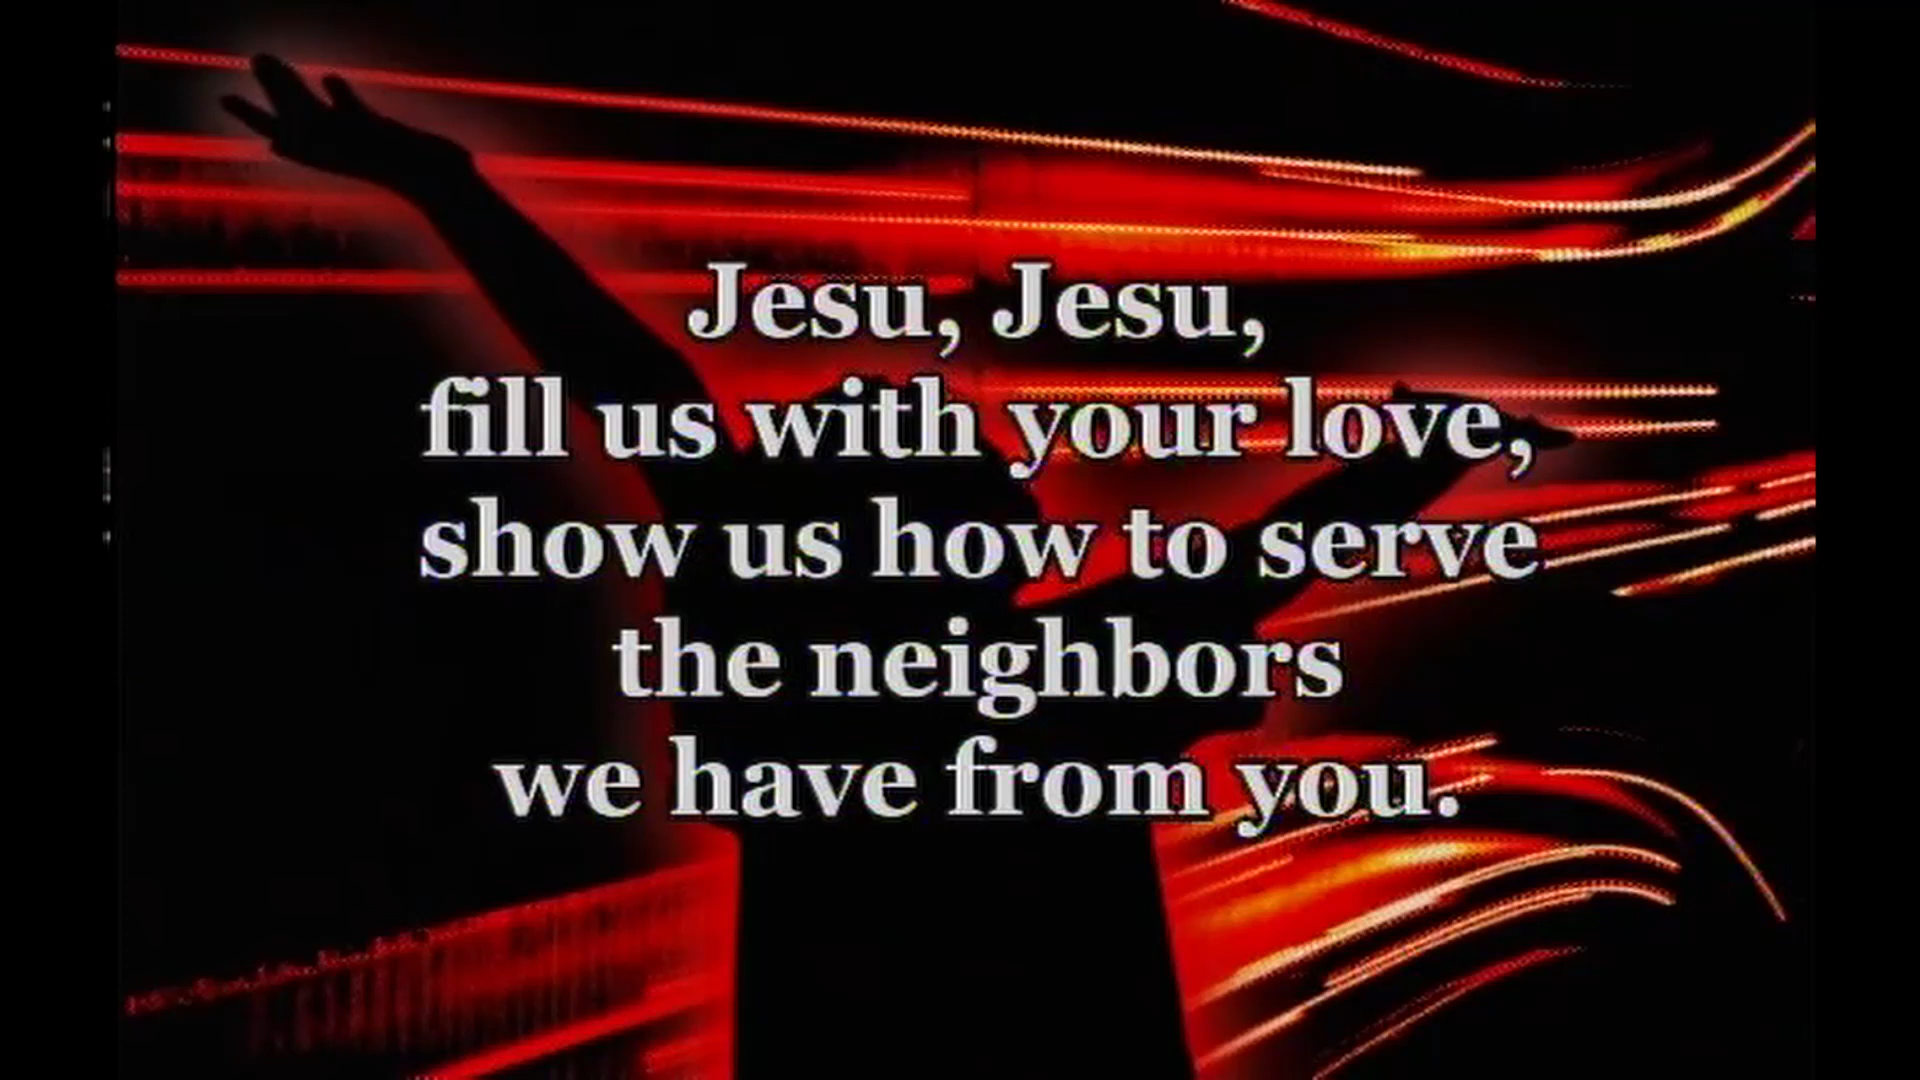 Jesu, Jesu,
fill us with your love,
show us how to serve
the neighbors
we have from you.